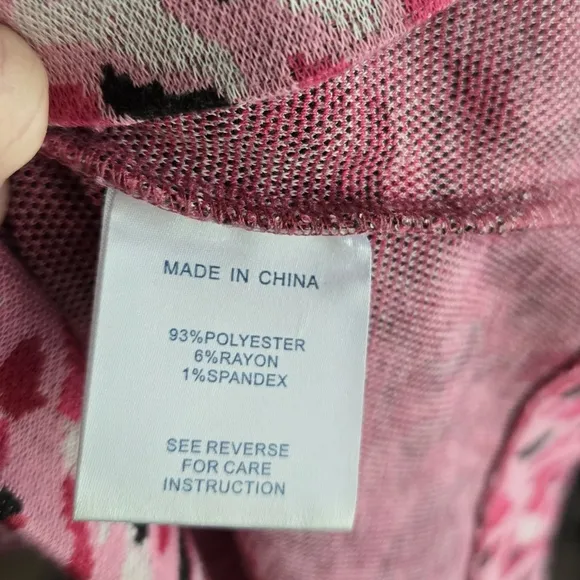 MADE IN CHINA
93%POLYESTER
6%RAYON
1%SPANDEX
SEE REVERSE
FOR CARE
INSTRUCTION